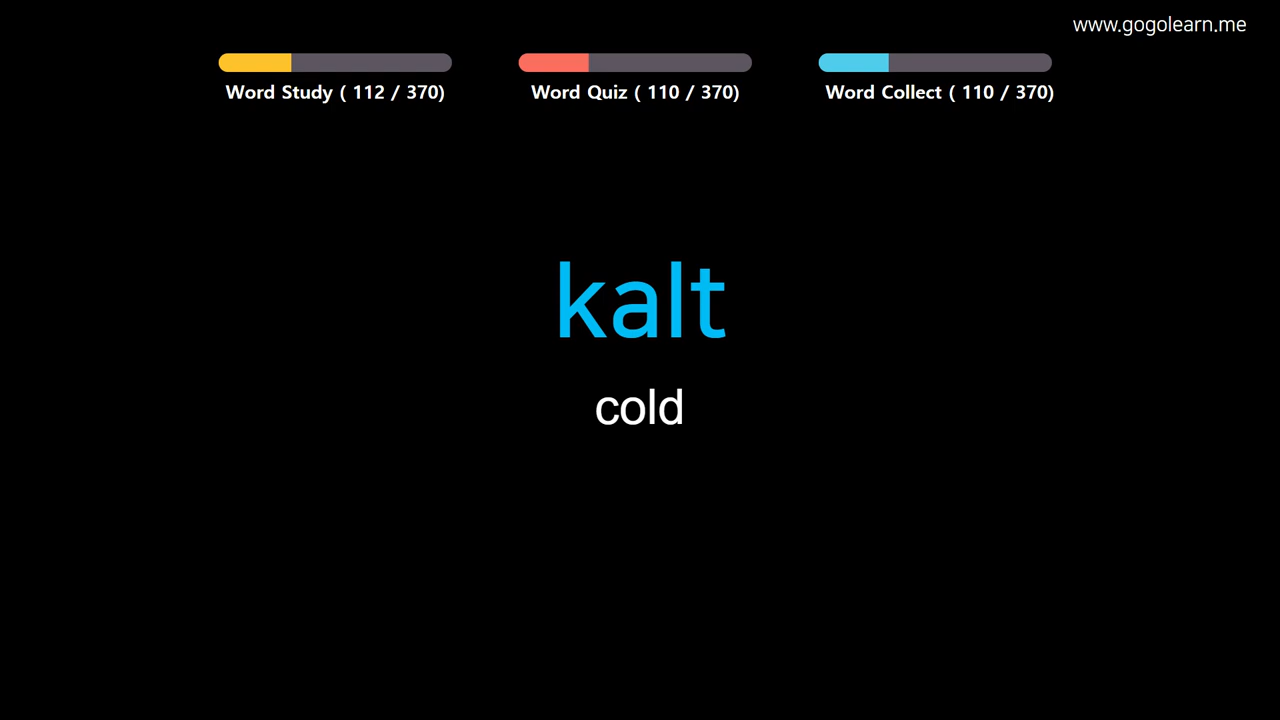 www.gogolearn.me
Word Study ( 112 / 370)
Word Quiz ( 110 / 370)
Word Collect ( 110 / 370)
kalt
cold